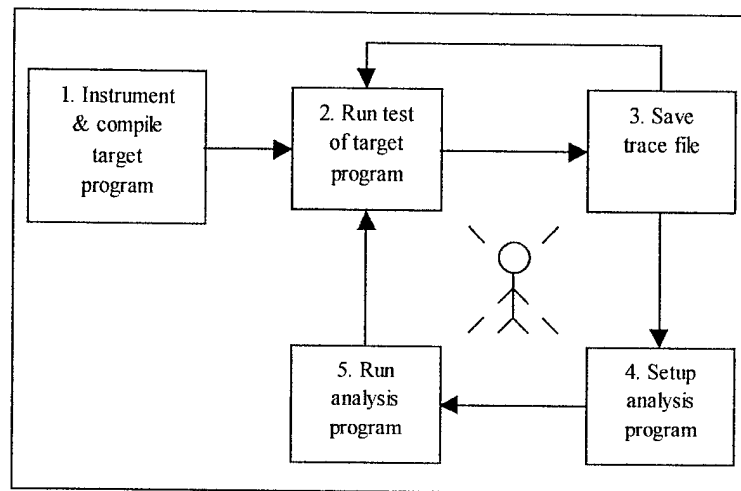 1. Instrument
& compile
target
program
2. Run test
of target
program
3. Save
trace file
4. Setup
analysis
program
5. Run
analysis
program